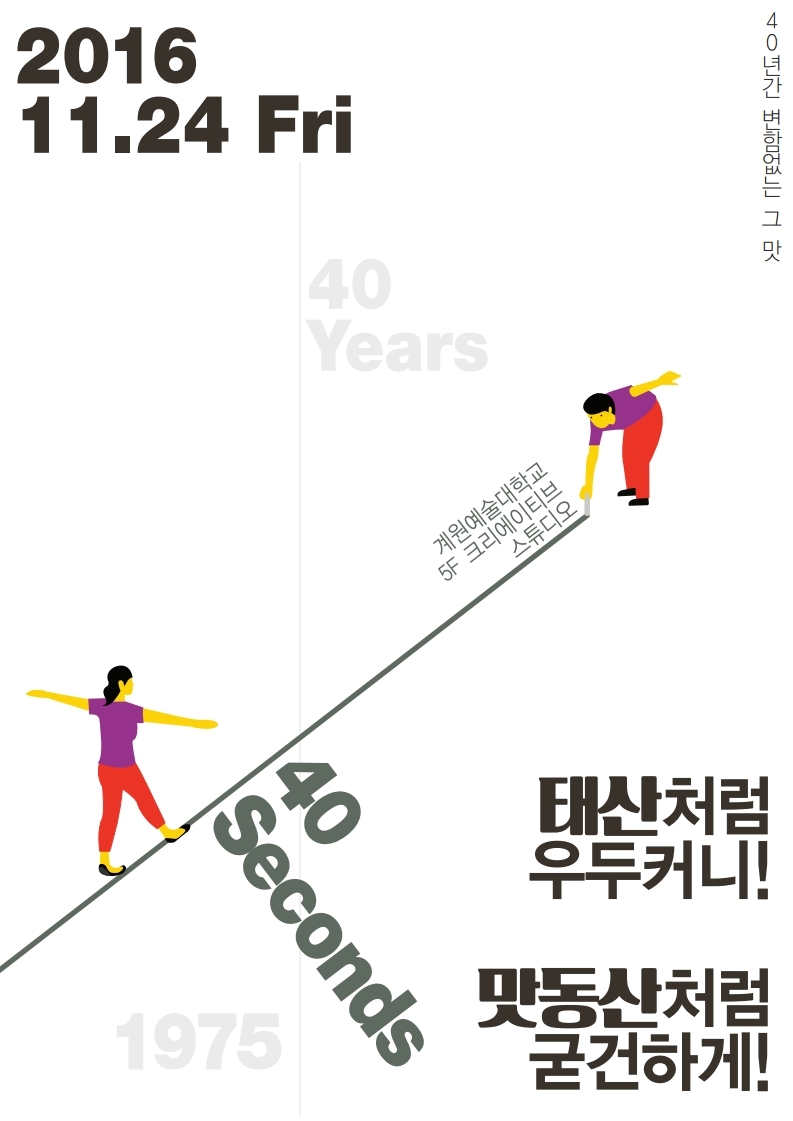 2016
11.24 Fri
40년간 변함없는 그 맛
40
Years
계원예술대학교
5F 크리에이티브
스튜디오
40
Seconds
태산처럼
우두커니!
맛동산처럼
굳건하게!
1975